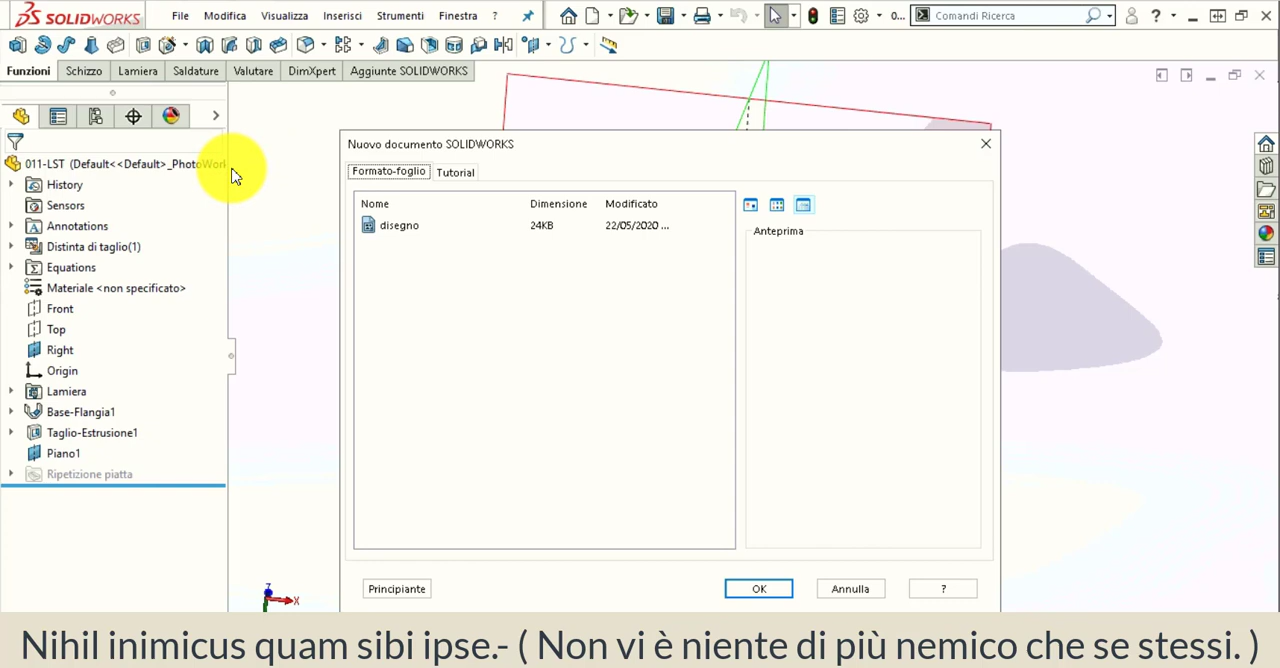 SOLIDWORKS File Modifica Visualizza Inserisci Strumenti Finestra ? 0... Comandi Ricerca ?
Funzioni Schizzo Lamiera Saldature Valutare DimXpert Aggiunte SOLIDWORKS
011-LST (Default<<Default>_PhotoWork
History
Sensors
Annotations
Distinta di taglio(1)
Equations
Materiale <non specificato>
Front
Top
Right
Origin
Lamiera
Base-Flangia1
Taglio-Estrusione1
Piano1
Ripetizione piatta
Nuovo documento SOLIDWORKS
Formato-foglio Tutorial
Nome Dimensione Modificato
disegno 24KB 22/05/2020 ...
Anteprima
Principiante OK Annulla ?
Z
X
Nihil inimicus quam sibi ipse.- ( Non vi è niente di più nemico che se stessi. )